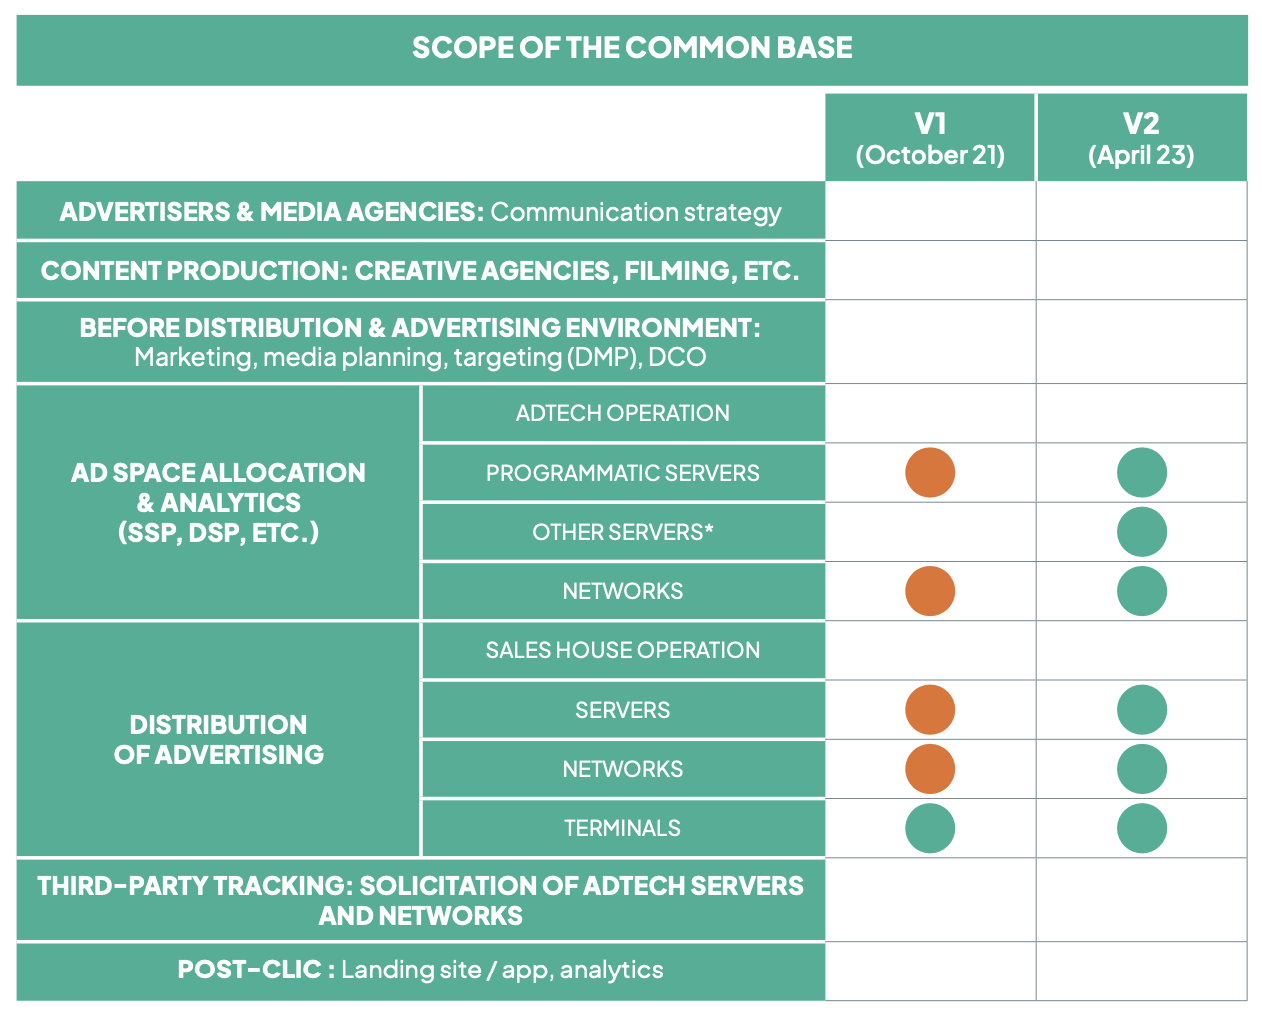 SCOPE OF THE COMMON BASE
V1
(October 21)
V2
(April 23)
ADVERTISERS & MEDIA AGENCIES: Communication strategy
CONTENT PRODUCTION: CREATIVE AGENCIES, FILMING, ETC.
BEFORE DISTRIBUTION & ADVERTISING ENVIRONMENT:
Marketing, media planning, targeting (DMP), DCO
AD SPACE ALLOCATION
& ANALYTICS
(SSP, DSP, ETC.)
ADTECH OPERATION
PROGRAMMATIC SERVERS
OTHER SERVERS*
NETWORKS
DISTRIBUTION
OF ADVERTISING
SALES HOUSE OPERATION
SERVERS
NETWORKS
TERMINALS
THIRD-PARTY TRACKING: SOLICITATION OF ADTECH SERVERS
AND NETWORKS
POST-CLIC : Landing site / app, analytics